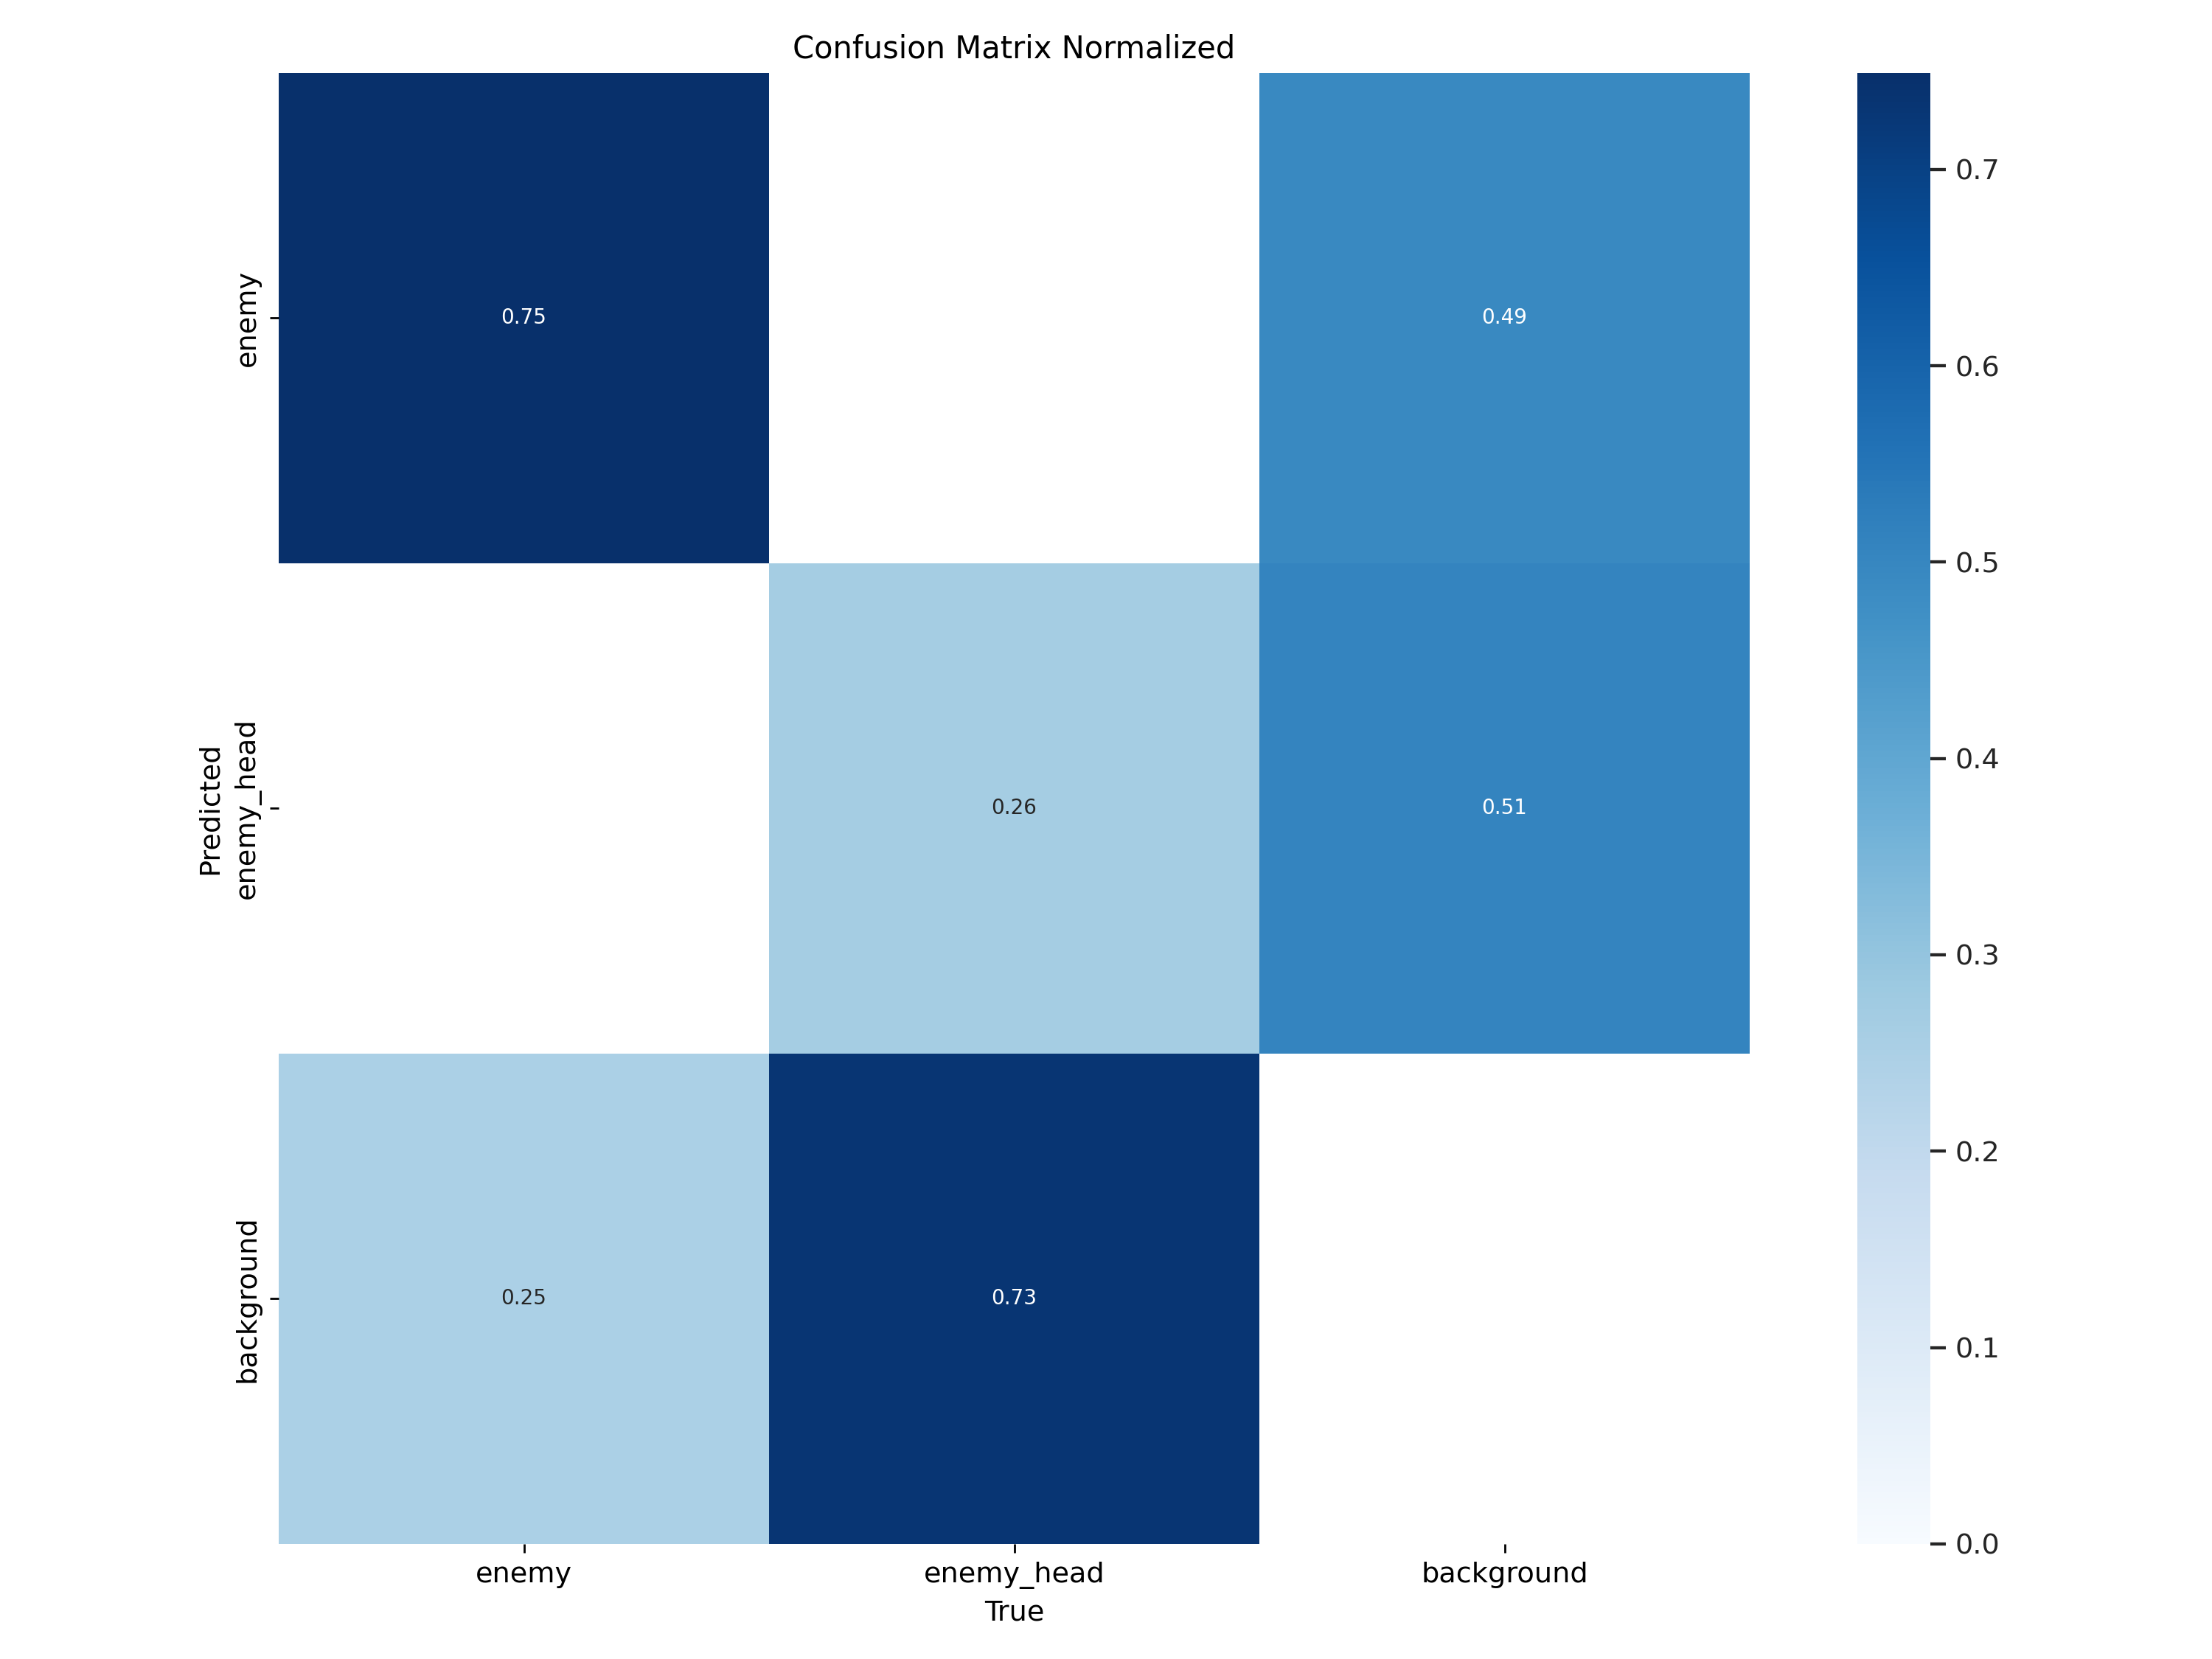 Confusion Matrix Normalized
enemy
0.75
0.49
0.7
0.6
0.5
Predicted
enemy_head
0.26
0.51
0.4
0.3
background
0.25
0.73
0.2
0.1
0.0
enemy
enemy_head
background
True